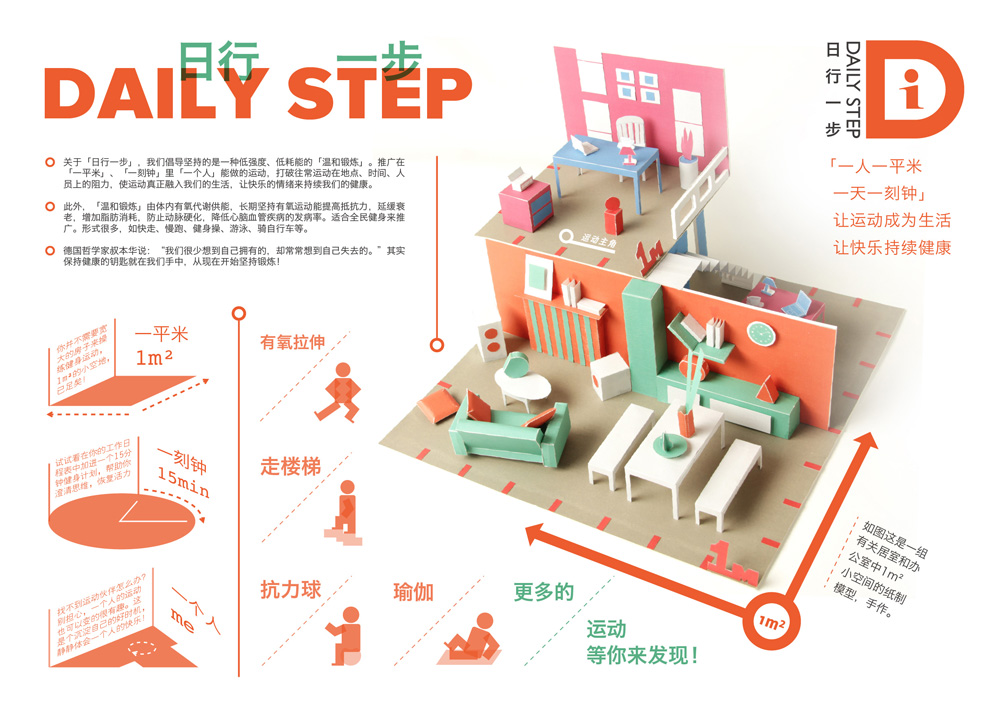 日行 一步
DAILY STEP
关于「日行一步」，我们倡导坚持的是一种低强度、低耗能的「温和锻炼」。推广在
「一平米」、「一刻钟」里「一个人」能做的运动，打破往常运动在地点、时间、人
员上的阻力，使运动真正融入我们的生活，让快乐的情绪来持续我们的健康。
此外，「温和锻炼」由体内有氧代谢供能，长期坚持有氧运动能提高抵抗力，延缓衰
老，增加脂肪消耗，防止动脉硬化，降低心脑血管疾病的发病率。适合全民健身来推
广。形式很多，如快走、慢跑、健身操、游泳、骑自行车等。
德国哲学家叔本华说：“我们很少想到自己拥有的，却常常想到自己失去的。”其实
保持健康的钥匙就在我们手中，从现在开始坚持锻炼！
日行一步
DAILY STEP
Di
「一人一平米
一天一刻钟」
让运动成为生活
让快乐持续健康
运动主角
1m
1m
你并不需要宽
大的房子来操
练健身运动，
1m²的小空地，
已足矣！
一平米
1m²
试试着在你的工作日
程表中加进一个15分
钟健身计划，帮助你
澄清思维，恢复活力
一刻钟
15min
找不到运动伙伴怎么办？
别担心，一个人的运动
也可以在的很有趣。这
是个沉淀自己的好时机，
静静体会一个人的快乐！
一个人
me
有氧拉伸
走楼梯
抗力球
瑜伽
更多的
运动
等你来发现！
1m²
如图这是一组
有关居室和办
公室中1m²
小空间的纸制
模型，手作。